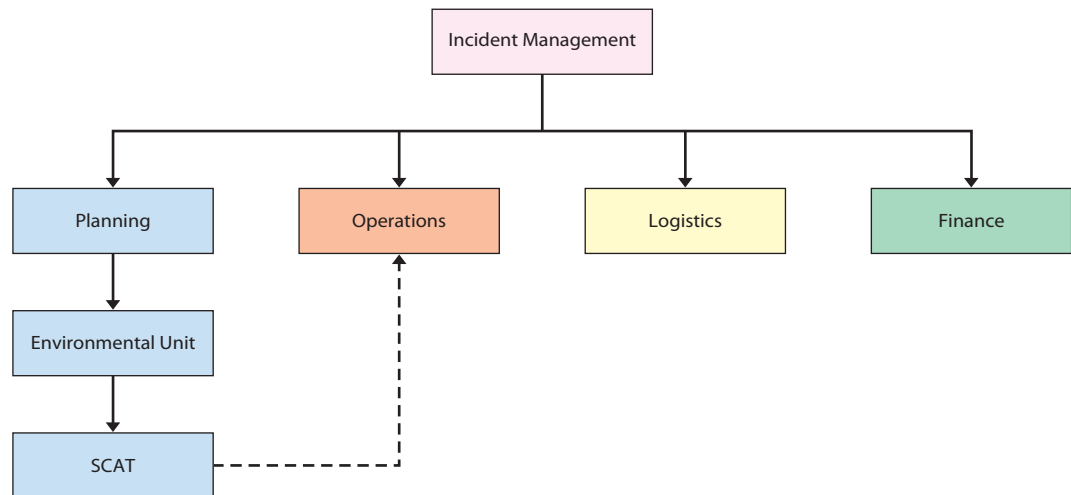 Incident Management
Planning
Operations
Logistics
Finance
Environmental Unit
SCAT